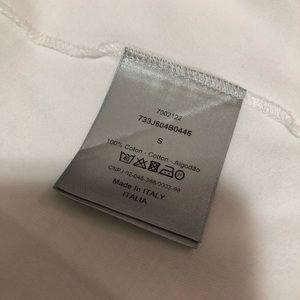 7002122
733J604B0446
S
100% Coton - Cotton - Algodão
Made in ITALY
ITALIA